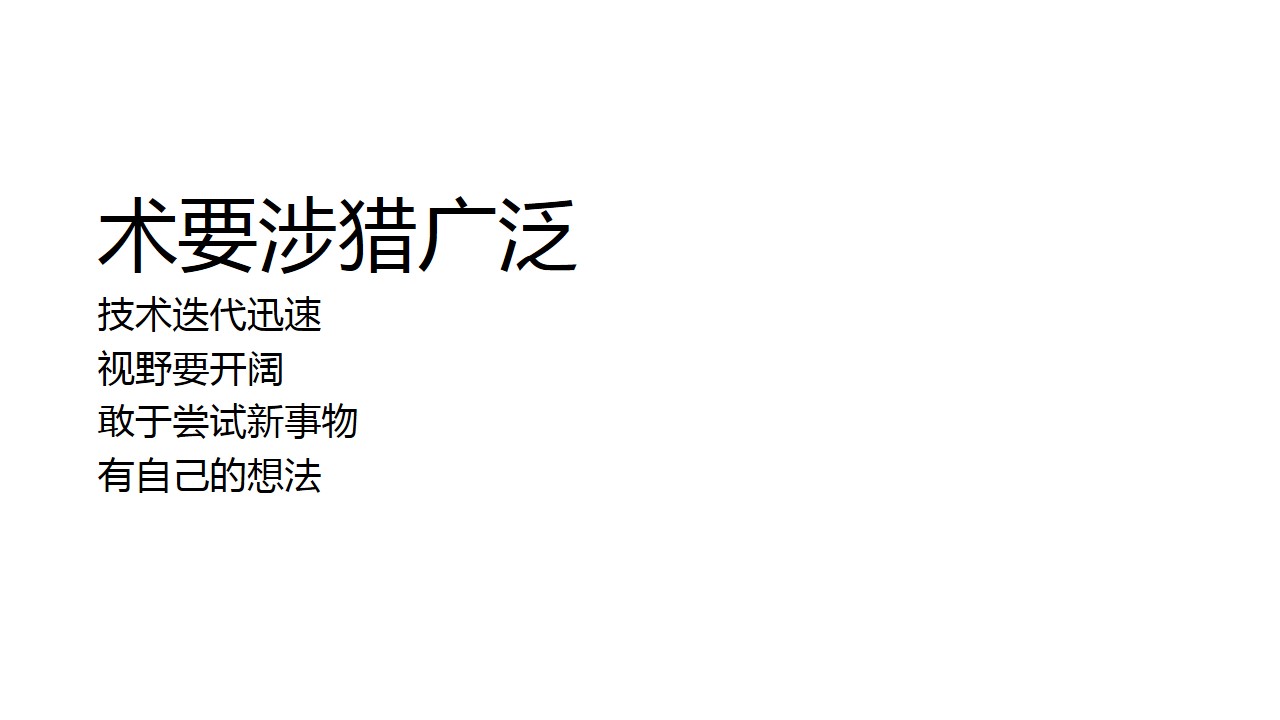 术要涉猎广泛
技术迭代迅速
视野要开阔
敢于尝试新事物
有自己的想法